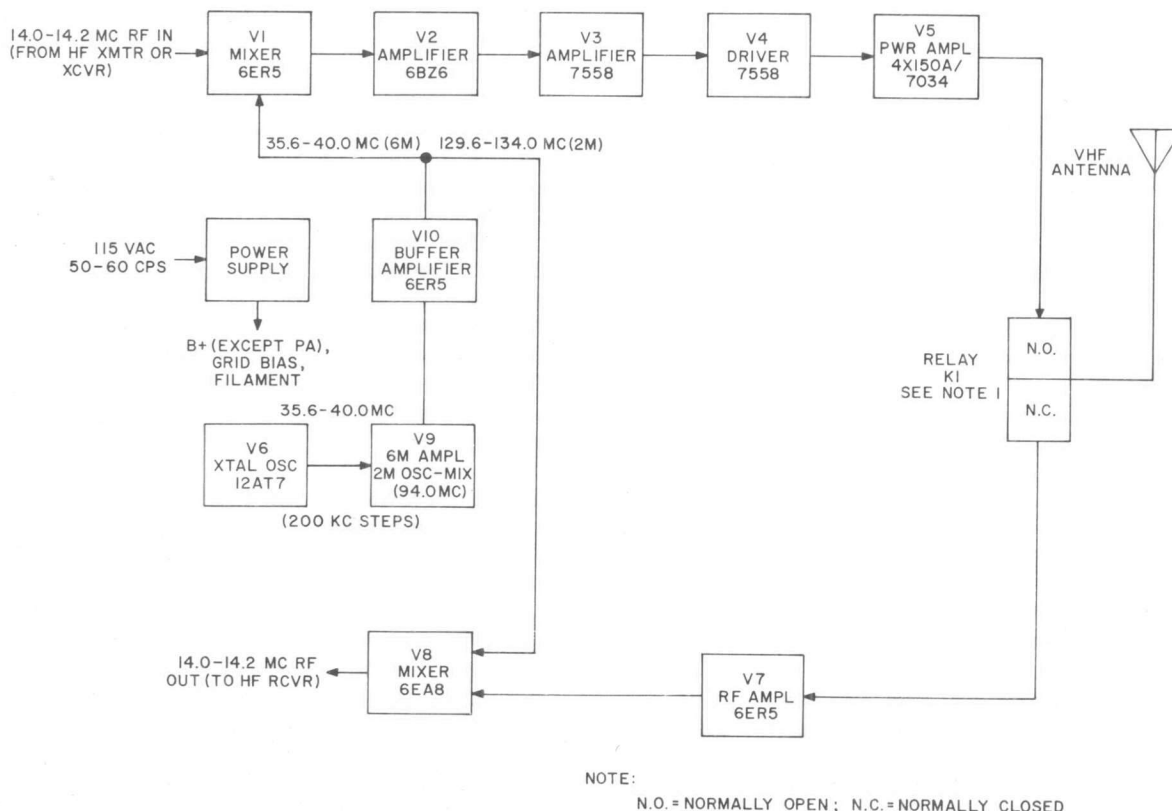 14.0-14.2 MC RF IN
(FROM HF XMTR OR
XCVR)
V1
MIXER
6ER5
V2
AMPLIFIER
6BZ6
V3
AMPLIFIER
7558
V4
DRIVER
7558
V5
PWR AMPL
4X150A/
7034
35.6-40.0 MC (6M)
129.6-134.0 MC (2M)
VHF
ANTENNA
115 VAC
50-60 CPS
POWER
SUPPLY
V10
BUFFER
AMPLIFIER
6ER5
B+ (EXCEPT PA),
GRID BIAS,
FILAMENT
RELAY
K1
SEE NOTE 1
N.O.
N.C.
35.6-40.0 MC
V6
XTAL OSC
12AT7
V9
6M AMPL
2M OSC-MIX
(94.0 MC)
(200 KC STEPS)
14.0-14.2 MC RF
OUT (TO HF RCVR)
V8
MIXER
6EA8
V7
RF AMPL
6ER5
NOTE:
N.O. = NORMALLY OPEN; N.C. = NORMALLY CLOSED